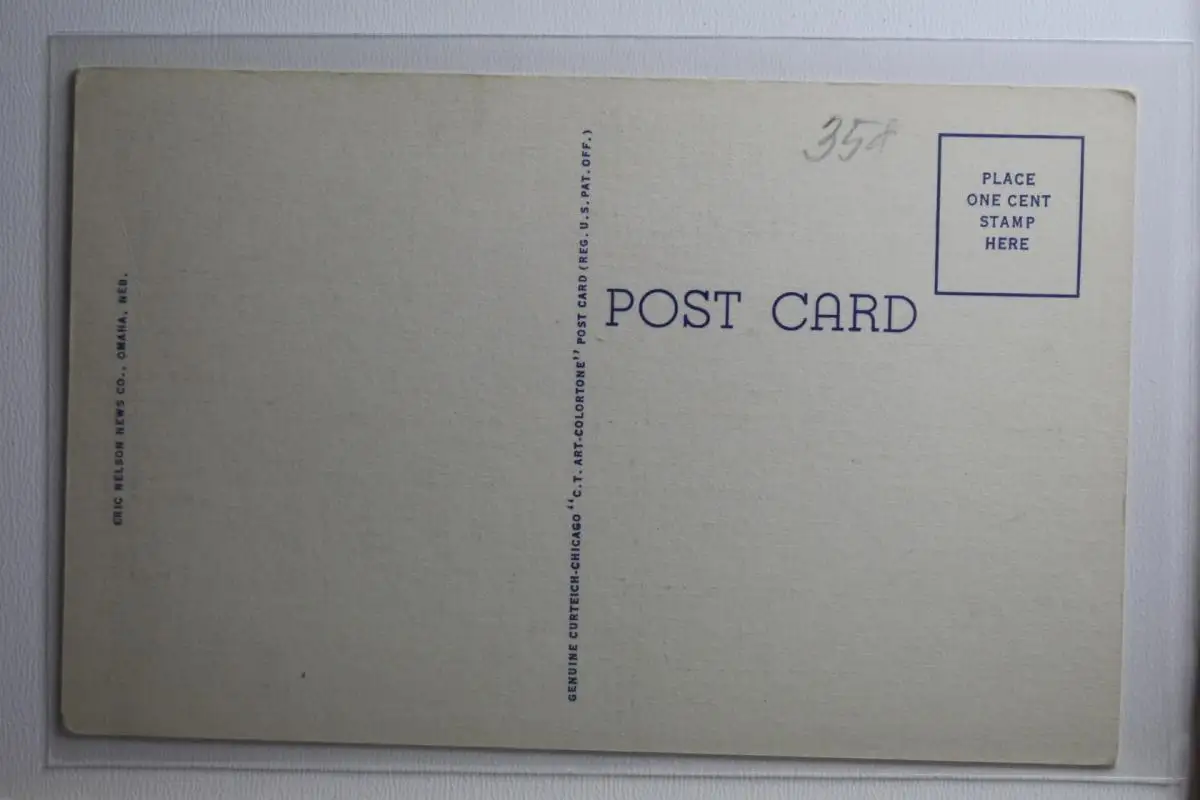 35¢
PLACE
ONE CENT
STAMP
HERE
POST CARD
GENUINE CURTEICH-CHICAGO "C.T. ART-COLORTONE" POST CARD (REG. U.S. PAT. OFF.)
ERIC NELSON NEWS CO., OMAHA, NEB.